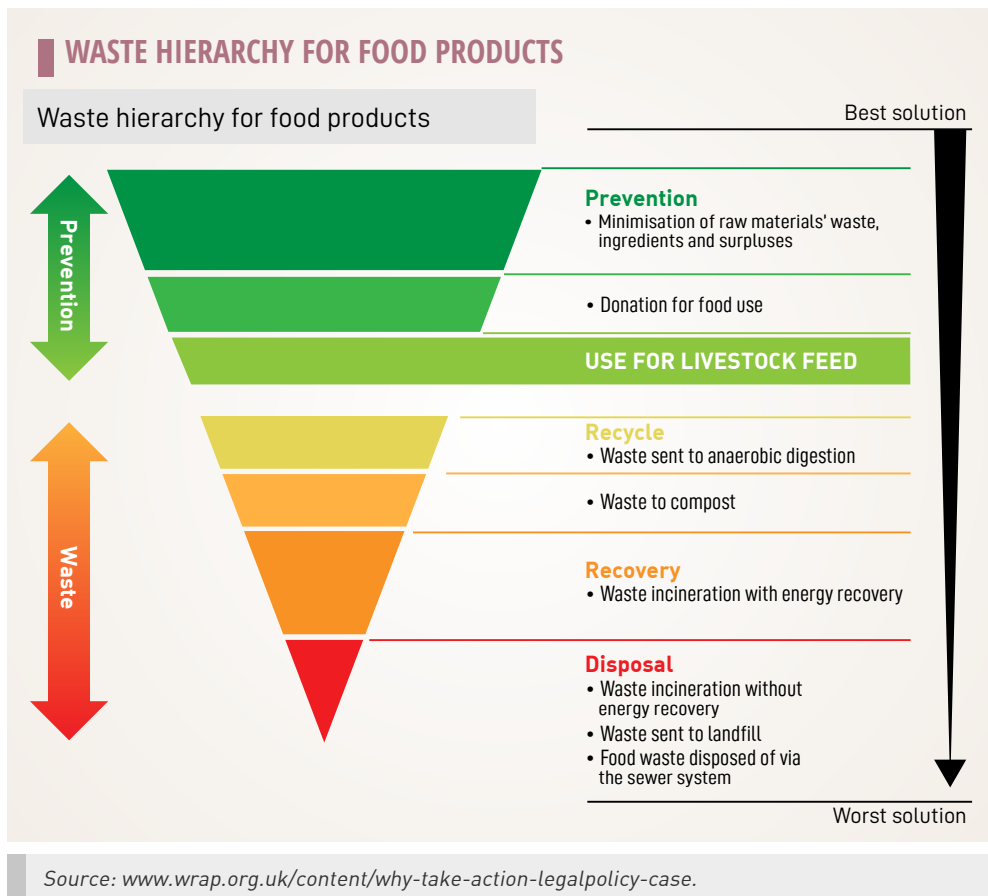 WASTE HIERARCHY FOR FOOD PRODUCTS
Waste hierarchy for food products
Best solution
Prevention
Prevention
• Minimisation of raw materials' waste,
ingredients and surpluses
• Donation for food use
USE FOR LIVESTOCK FEED
Waste
Recycle
• Waste sent to anaerobic digestion
• Waste to compost
Recovery
• Waste incineration with energy recovery
Disposal
• Waste incineration without
energy recovery
• Waste sent to landfill
• Food waste disposed of via
the sewer system
Worst solution
Source: www.wrap.org.uk/content/why-take-action-legalpolicy-case.